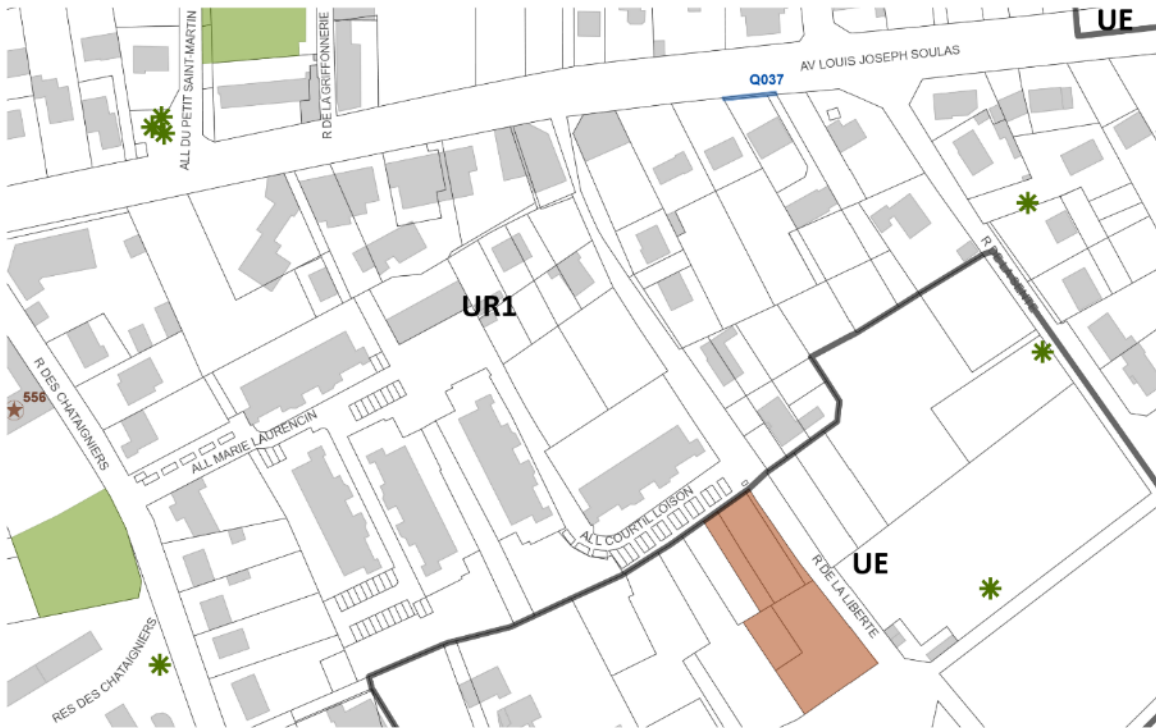 UE
AV LOUIS JOSEPH SOULAS
Q037
ALL DU PETIT SAINT-MARTIN
R DE LA GRIFFONNERIE
UR1
R DES CHATAIGNIERS
556
ALL MARIE LAURENCIN
ALL COURTIL LOISON
R DE LA LIBERTE
UE
RES DES CHATAIGNIERS